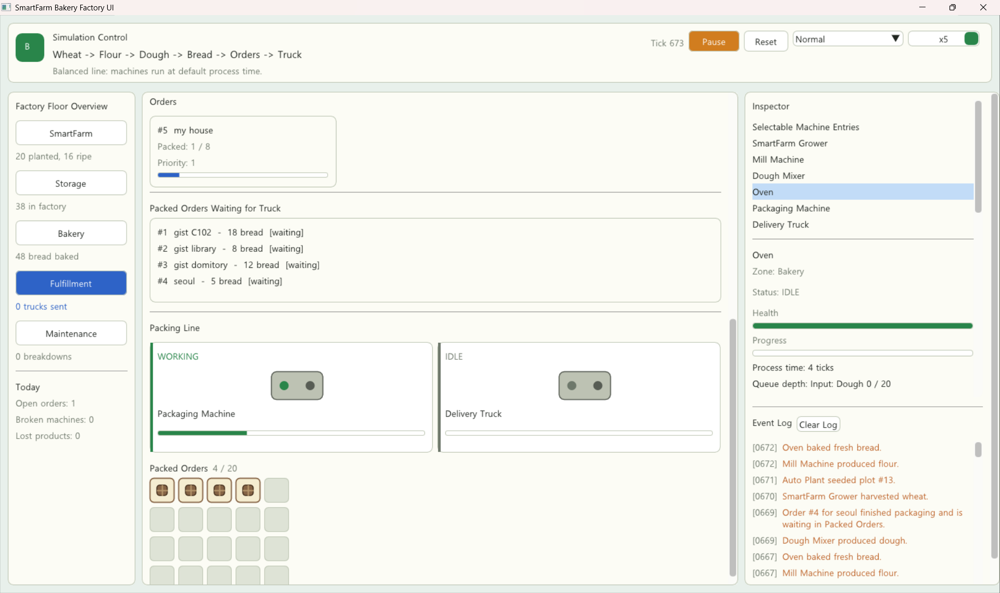 SmartFarm Bakery Factory UI
B
Simulation Control
Wheat -> Flour -> Dough -> Bread -> Orders -> Truck
Balanced line: machines run at default process time.
Tick 673
Pause
Reset
Normal
x5
Factory Floor Overview
SmartFarm
20 planted, 16 ripe
Storage
38 in factory
Bakery
48 bread baked
Fulfillment
0 trucks sent
Maintenance
0 breakdowns
Today
Open orders: 1
Broken machines: 0
Lost products: 0
Orders
#5 my house
Packed: 1 / 8
Priority: 1
Packed Orders Waiting for Truck
#1 gist C102 - 18 bread [waiting]
#2 gist library - 8 bread [waiting]
#3 gist domitory - 12 bread [waiting]
#4 seoul - 5 bread [waiting]
Packing Line
WORKING
Packaging Machine
IDLE
Delivery Truck
Packed Orders 4 / 20
Inspector
Selectable Machine Entries
SmartFarm Grower
Mill Machine
Dough Mixer
Oven
Packaging Machine
Delivery Truck
Oven
Zone: Bakery
Status: IDLE
Health
Progress
Process time: 4 ticks
Queue depth: Input: Dough 0 / 20
Event Log
Clear Log
[0672] Oven baked fresh bread.
[0672] Mill Machine produced flour.
[0671] Auto Plant seeded plot #13.
[0670] SmartFarm Grower harvested wheat.
[0669] Order #4 for seoul finished packaging and is
waiting in Packed Orders.
[0669] Dough Mixer produced dough.
[0667] Oven baked fresh bread.
[0667] Mill Machine produced flour.